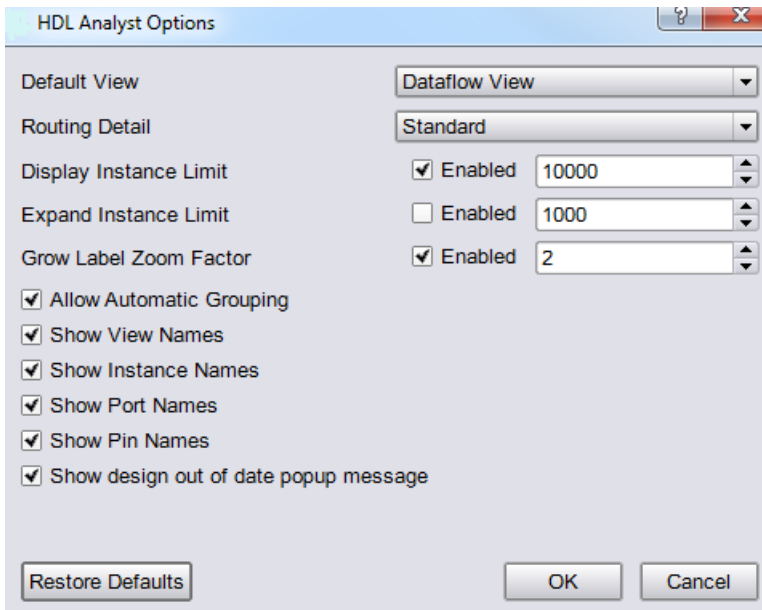 HDL Analyst Options
Default View Dataflow View
Routing Detail Standard
Display Instance Limit Enabled 10000
Expand Instance Limit Enabled 1000
Grow Label Zoom Factor Enabled 2
Allow Automatic Grouping
Show View Names
Show Instance Names
Show Port Names
Show Pin Names
Show design out of date popup message
Restore Defaults OK Cancel